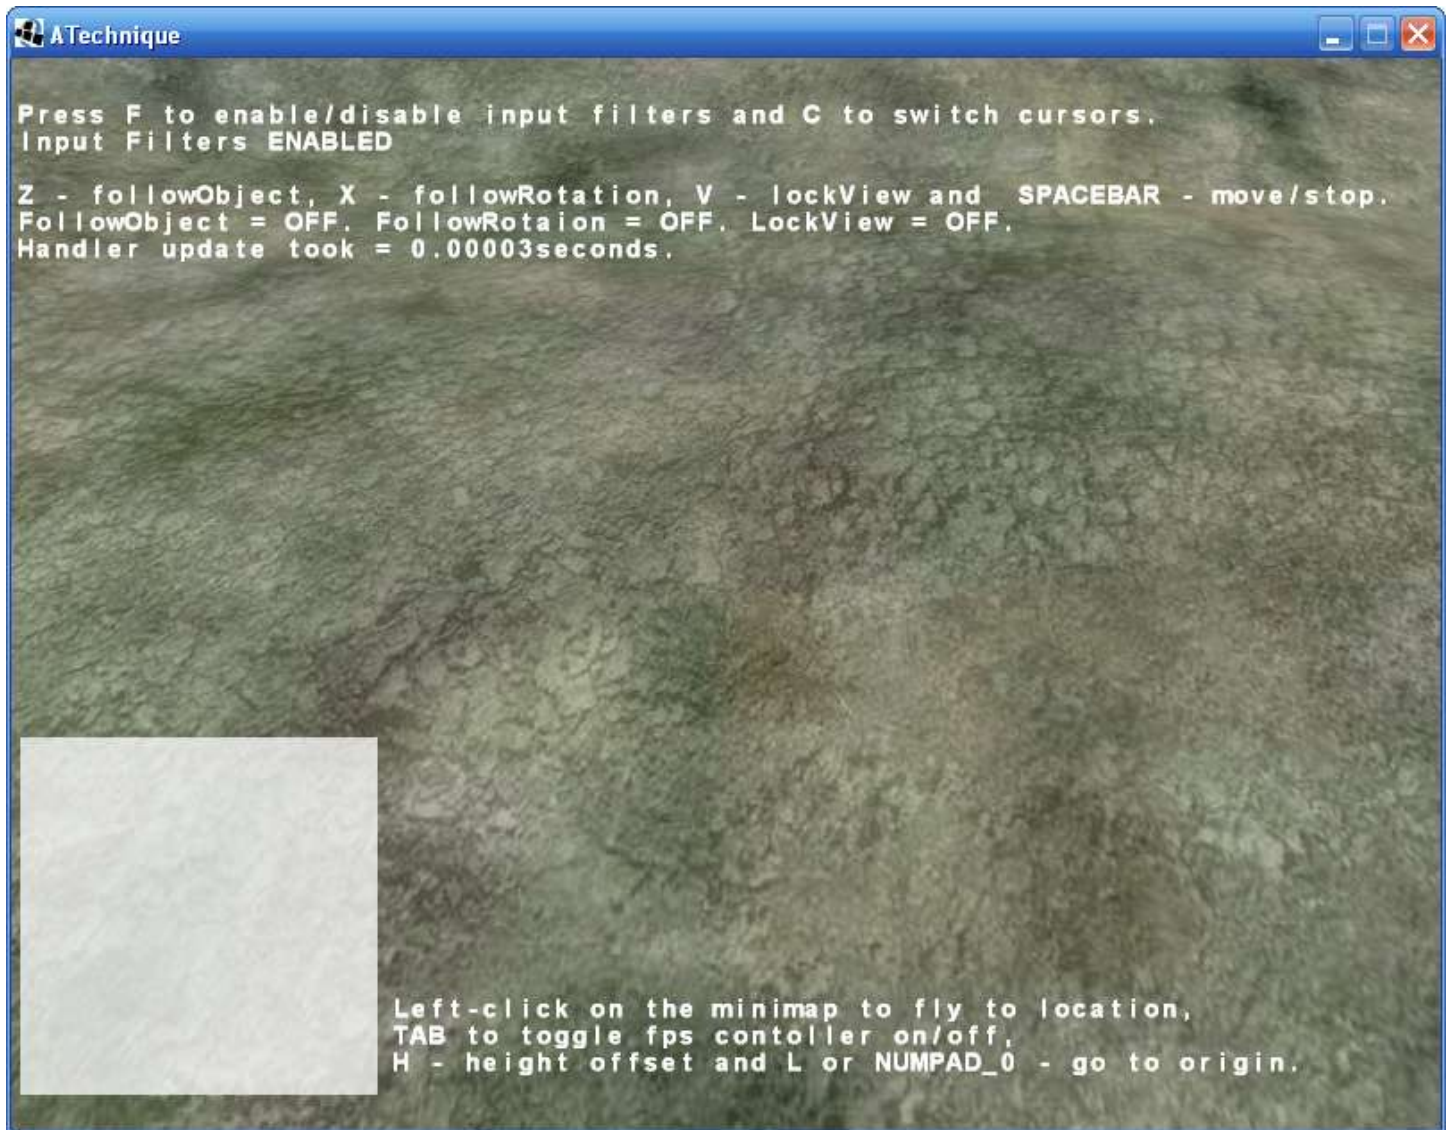 ATechnique
Press F to enable/disable input filters and C to switch cursors.
Input Filters ENABLED
Z - followObject, X - followRotation, V - lockView and SPACEBAR - move/stop.
FollowObject = OFF. FollowRotaion = OFF. LockView = OFF.
Handler update took = 0.00003seconds.
Left-click on the minimap to fly to location,
TAB to toggle fps contoller on/off,
H - height offset and L or NUMPAD_0 - go to origin.